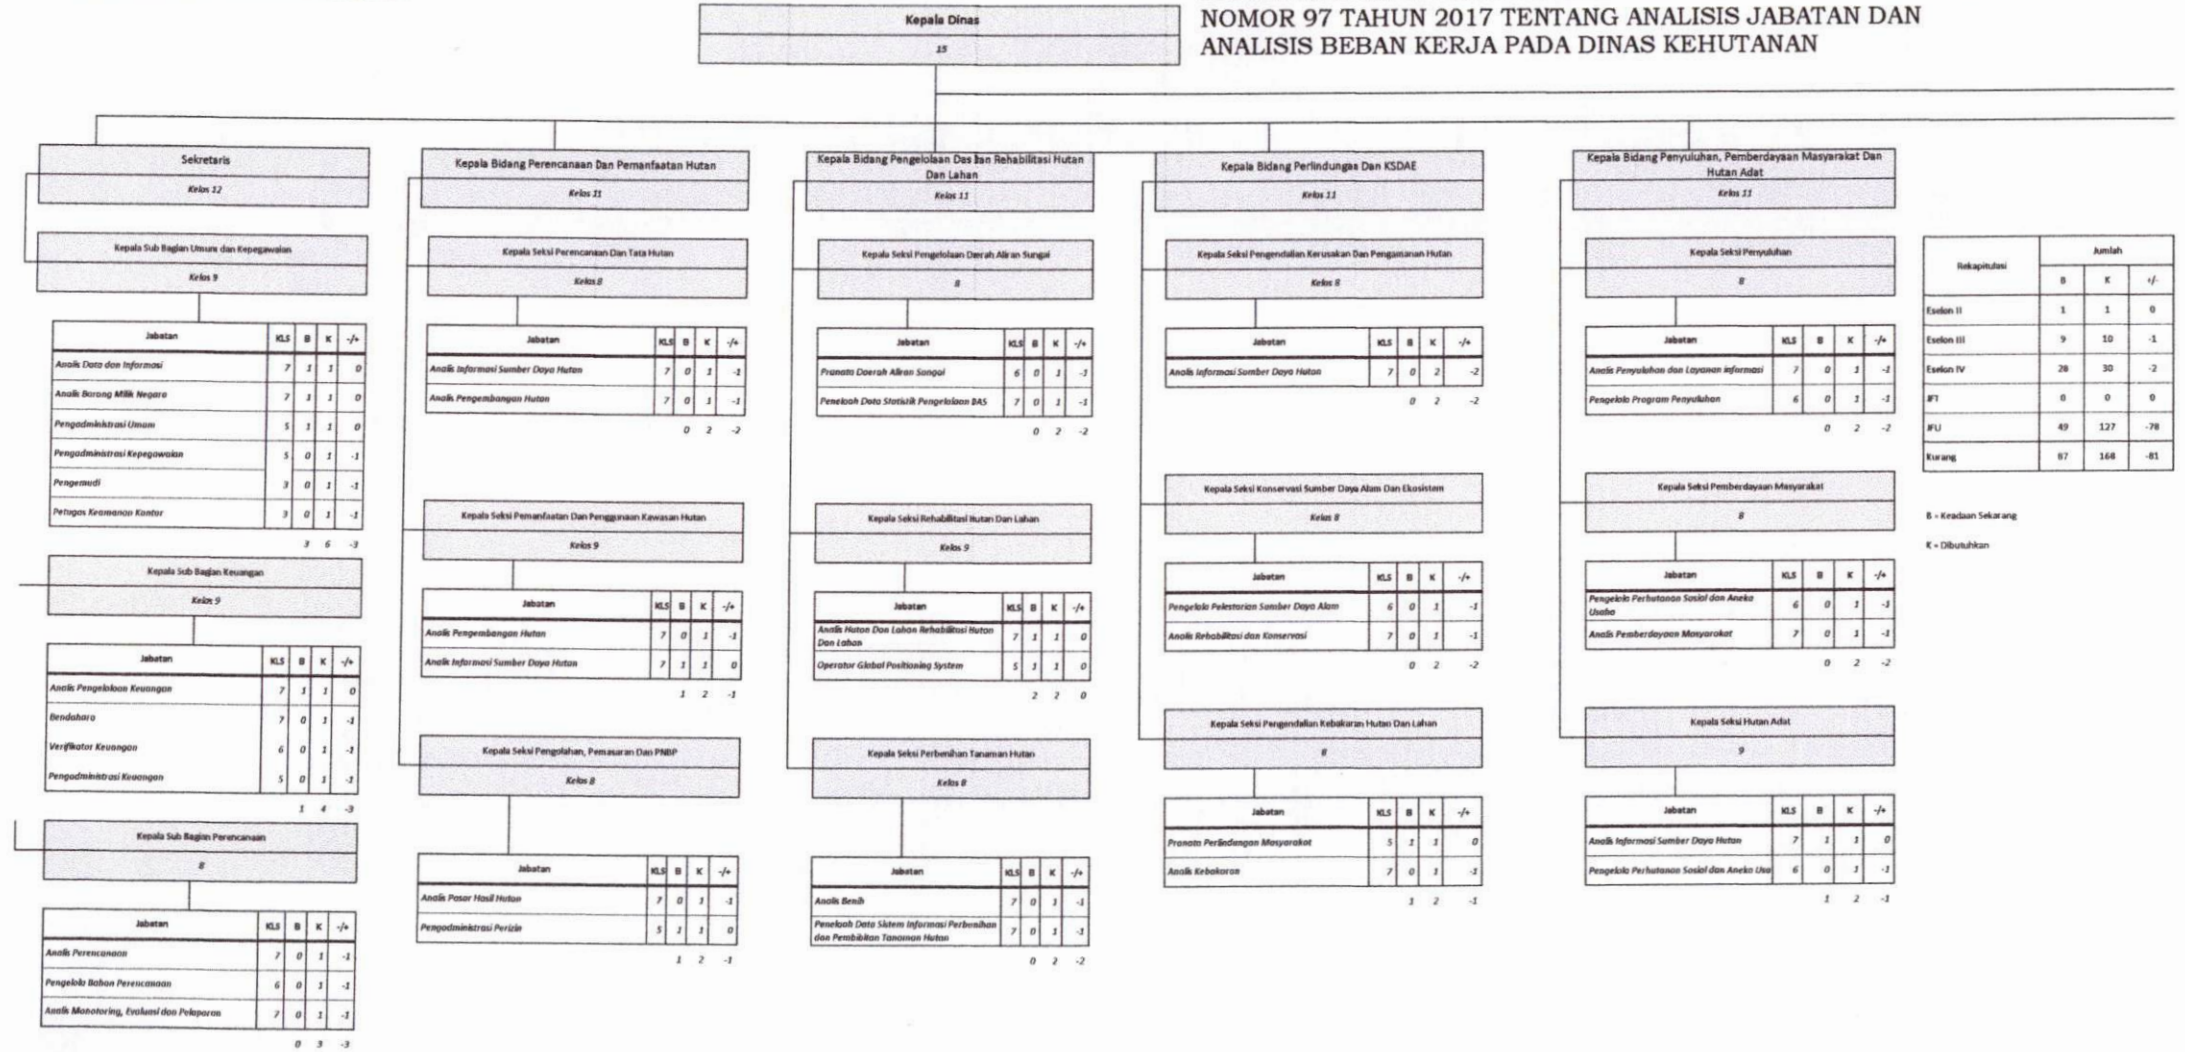 Kepala Dinas
15
NOMOR 97 TAHUN 2017 TENTANG ANALISIS JABATAN DAN
ANALISIS BEBAN KERJA PADA DINAS KEHUTANAN
Sekretaris
Kelas 12
Kepala Sub Bagian Umum dan Kepegawaian
Kelas 9
Jabatan KLS B K -/+
Analis Data dan Informasi 7 1 1 0
Analis Barang Milik Negara 7 1 1 0
Pengadministrasi Umum 5 1 1 0
Pengadministrasi Kepegawaian 5 0 1 -1
Pengemudi 3 0 1 -1
Petugas Keamanan Kantor 3 0 1 -1
3 6 -3
Kepala Sub Bagian Keuangan
Kelas 9
Jabatan KLS B K -/+
Analis Pengelolaan Keuangan 7 1 1 0
Bendahara 7 0 1 -1
Verifikator Keuangan 6 0 1 -1
Pengadministrasi Keuangan 5 0 1 -1
1 4 -3
Kepala Sub Bagian Perencanaan
8
Jabatan KLS B K -/+
Analis Perencanaan 7 0 1 -1
Pengelola Bahan Perencanaan 6 0 1 -1
Analis Monotoring, Evaluasi dan Pelaporan 7 0 1 -1
0 3 -3
Kepala Bidang Perencanaan Dan Pemanfaatan Hutan
Kelas 11
Kepala Seksi Perencanaan Dan Tata Hutan
Kelas 8
Jabatan KLS B K -/+
Analis Informasi Sumber Daya Hutan 7 0 1 -1
Analis Pengembangan Hutan 7 0 1 -1
0 2 -2
Kepala Seksi Pemanfaatan Dan Penggunaan Kawasan Hutan
Kelas 9
Jabatan KLS B K -/+
Analis Pengembangan Hutan 7 0 1 -1
Analis Informasi Sumber Daya Hutan 7 1 1 0
1 2 -1
Kepala Seksi Pengolahan, Pemasaran Dan PNBP
Kelas 8
Jabatan KLS B K -/+
Analis Pasar Hasil Hutan 7 0 1 -1
Pengadministrasi Perizin 5 1 1 0
1 2 -1
Kepala Bidang Pengelolaan Das Dan Rehabilitasi Hutan
Dan Lahan
Kelas 11
Kepala Seksi Pengelolaan Daerah Aliran Sungai
8
Jabatan KLS B K -/+
Pranata Daerah Aliran Sungai 6 0 1 -1
Penelaah Data Statistik Pengelolaan DAS 7 0 1 -1
0 2 -2
Kepala Seksi Rehabilitasi Hutan Dan Lahan
Kelas 9
Jabatan KLS B K -/+
Analis Hutan Dan Lahan Rehabilitasi Hutan
Dan Lahan 7 1 1 0
Operator Global Positioning System 5 1 1 0
2 2 0
Kepala Seksi Perbenihan Tanaman Hutan
Kelas 8
Jabatan KLS B K -/+
Analis Benih 7 0 1 -1
Penelaah Data Sistem Informasi Perbenihan
dan Pembibitan Tanaman Hutan 7 0 1 -1
0 2 -2
Kepala Bidang Perlindungas Dan KSDAE
Kelas 11
Kepala Seksi Pengendalian Kerusakan Dan Pengamanan Hutan
Kelas 8
Jabatan KLS B K -/+
Analis Informasi Sumber Daya Hutan 7 0 2 -2
0 2 -2
Kepala Seksi Konservasi Sumber Daya Alam Dan Ekosistem
Kelas 8
Jabatan KLS B K -/+
Pengelola Pelestarian Sumber Daya Alam 6 0 1 -1
Analis Rehabilitasi dan Konservasi 7 0 1 -1
0 2 -2
Kepala Seksi Pengendalian Kebakaran Hutan Dan Lahan
8
Jabatan KLS B K -/+
Pranata Perlindungan Masyarakat 5 1 1 0
Analis Kebakaran 7 0 1 -1
1 2 -1
Kepala Bidang Penyuluhan, Pemberdayaan Masyarakat Dan
Hutan Adat
Kelas 11
Kepala Seksi Penyuluhan
8
Jabatan KLS B K -/+
Analis Penyuluhan dan Layanan informasi 7 0 1 -1
Pengelola Program Penyuluhan 6 0 1 -1
0 2 -2
Kepala Seksi Pemberdayaan Masyarakat
8
Jabatan KLS B K -/+
Pengelola Perhutanan Sosial dan Aneka
Usaha 6 0 1 -1
Analis Pemberdayaan Masyarakat 7 0 1 -1
0 2 -2
Kepala Seksi Hutan Adat
9
Jabatan KLS B K -/+
Analis Informasi Sumber Daya Hutan 7 1 1 0
Pengelola Perhutanan Sosial dan Aneka Usa 6 0 1 -1
1 2 -1
Rekapitulasi Jumlah
B K +/-
Eselon II 1 1 0
Eselon III 9 10 -1
Eselon IV 28 30 -2
JFT 0 0 0
JFU 49 127 -78
Kurang 87 168 -81
B = Keadaan Sekarang
K = Dibutuhkan